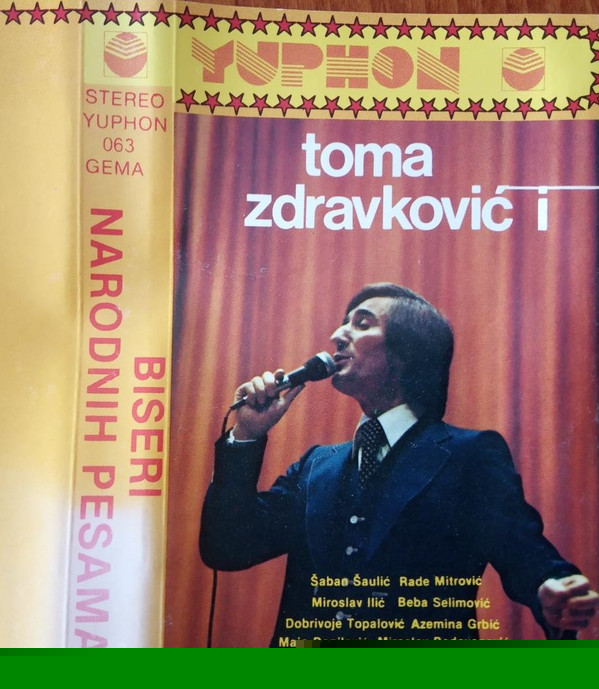 STEREO
YUPHON
063
GEMA
BISERI
NARODNIH PESAMA
YUPHON
toma
zdravković i
Šaban Šaulić Rade Mitrović
Miroslav Ilić Beba Selimović
Dobrivoje Topalović Azemina Grbić